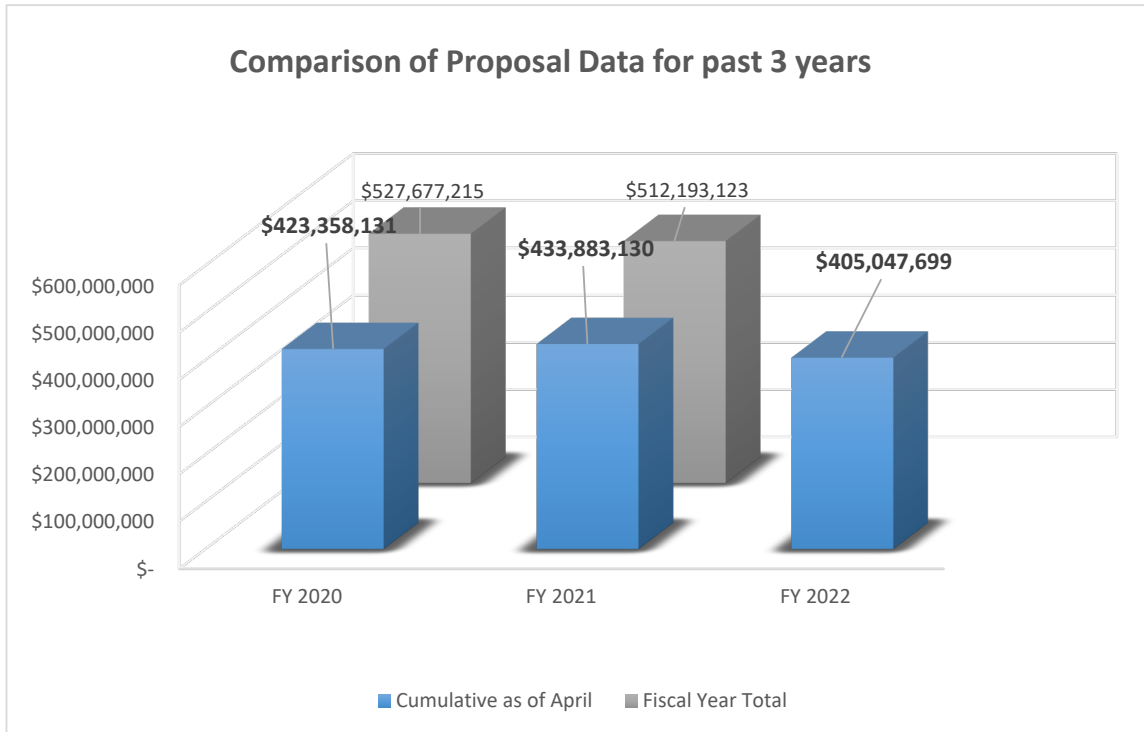 Comparison of Proposal Data for past 3 years
$527,677,215
$512,193,123
$423,358,131
$433,883,130
$405,047,699
$600,000,000
$500,000,000
$400,000,000
$300,000,000
$200,000,000
$100,000,000
$-
FY 2020
FY 2021
FY 2022
Cumulative as of April
Fiscal Year Total